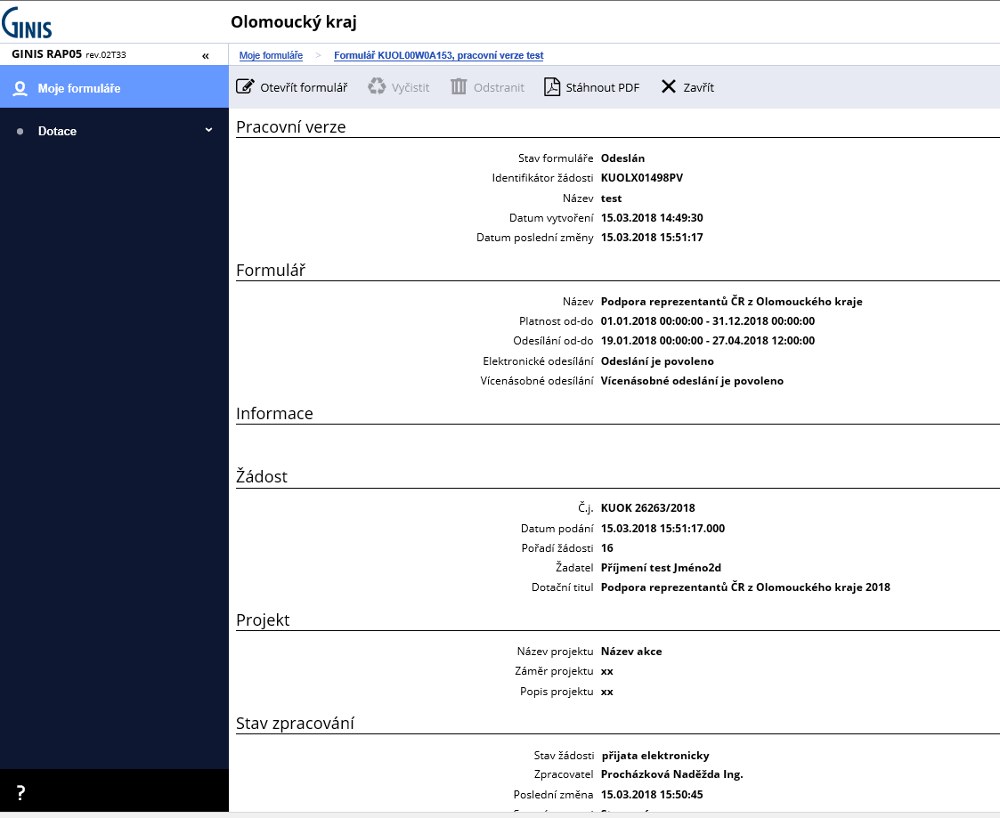 GINIS
Olomoucký kraj
GINIS RAP05 rev.02T33 «
Moje formuláře > Formulář KUOL00W0A153, pracovní verze test
Moje formuláře
Otevřít formulář Vyčistit Odstranit Stáhnout PDF Zavřít
Dotace
Pracovní verze
Stav formuláře Odeslán
Identifikátor žádosti KUOLX01498PV
Název test
Datum vytvoření 15.03.2018 14:49:30
Datum poslední změny 15.03.2018 15:51:17
Formulář
Název Podpora reprezentantů ČR z Olomouckého kraje
Platnost od-do 01.01.2018 00:00:00 - 31.12.2018 00:00:00
Odesílání od-do 19.01.2018 00:00:00 - 27.04.2018 12:00:00
Elektronické odesílání Odeslání je povoleno
Vícenásobné odesílání Vícenásobné odeslání je povoleno
Informace
Žádost
Č.j. KUOK 26263/2018
Datum podání 15.03.2018 15:51:17.000
Pořadí žádosti 16
Žadatel Příjmení test Jméno2d
Dotační titul Podpora reprezentantů ČR z Olomouckého kraje 2018
Projekt
Název projektu Název akce
Záměr projektu xx
Popis projektu xx
Stav zpracování
Stav žádosti přijata elektronicky
Zpracovatel Procházková Naděžda Ing.
Poslední změna 15.03.2018 15:50:45
?